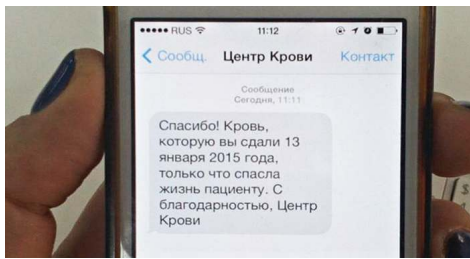 RUS 11:12
Сообщ. Центр Крови Контакт
Сообщение
Сегодня, 11:11
Спасибо! Кровь,
которую вы сдали 13
января 2015 года,
только что спасла
жизнь пациенту. С
благодарностью, Центр
Крови